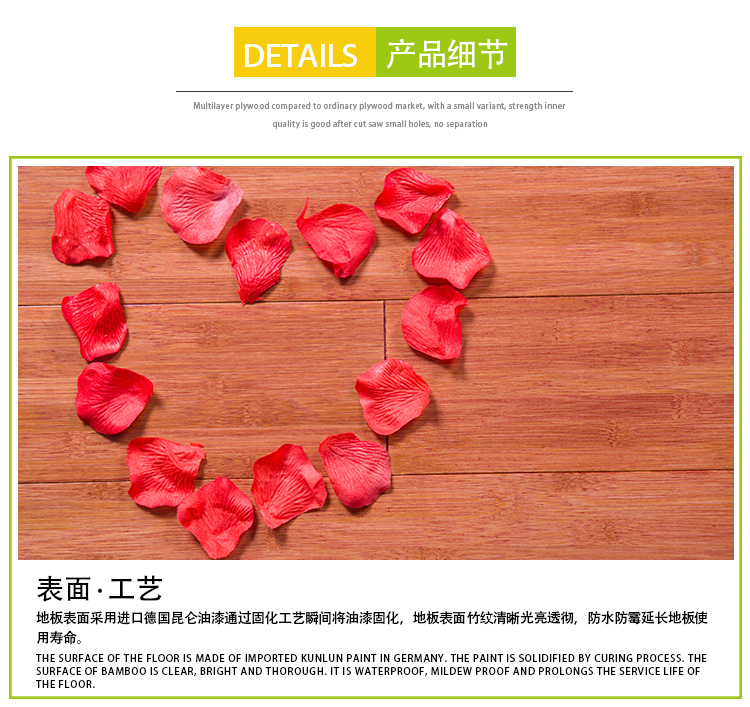 DETAILS 产品细节
Multilayer plywood compared to ordinary plywood market, with a small variant, strength inner
quality is good after cut saw small holes, no separation
表面·工艺
地板表面采用进口德国昆仑油漆通过固化工艺瞬间将油漆固化，地板表面竹纹清晰光亮透彻，防水防霉延长地板使
用寿命。
THE SURFACE OF THE FLOOR IS MADE OF IMPORTED KUNLUN PAINT IN GERMANY. THE PAINT IS SOLIDIFIED BY CURING PROCESS. THE
SURFACE OF BAMBOO IS CLEAR, BRIGHT AND THOROUGH. IT IS WATERPROOF, MILDEW PROOF AND PROLONGS THE SERVICE LIFE OF
THE FLOOR.